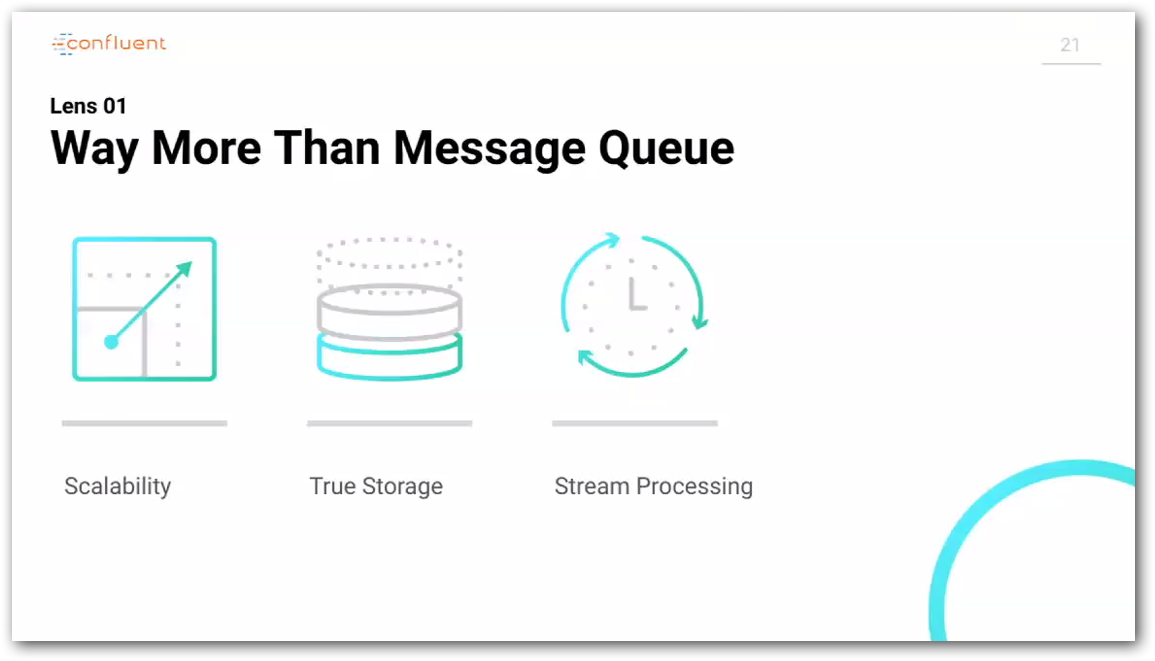 confluent
21
Lens 01
Way More Than Message Queue
Scalability
True Storage
Stream Processing